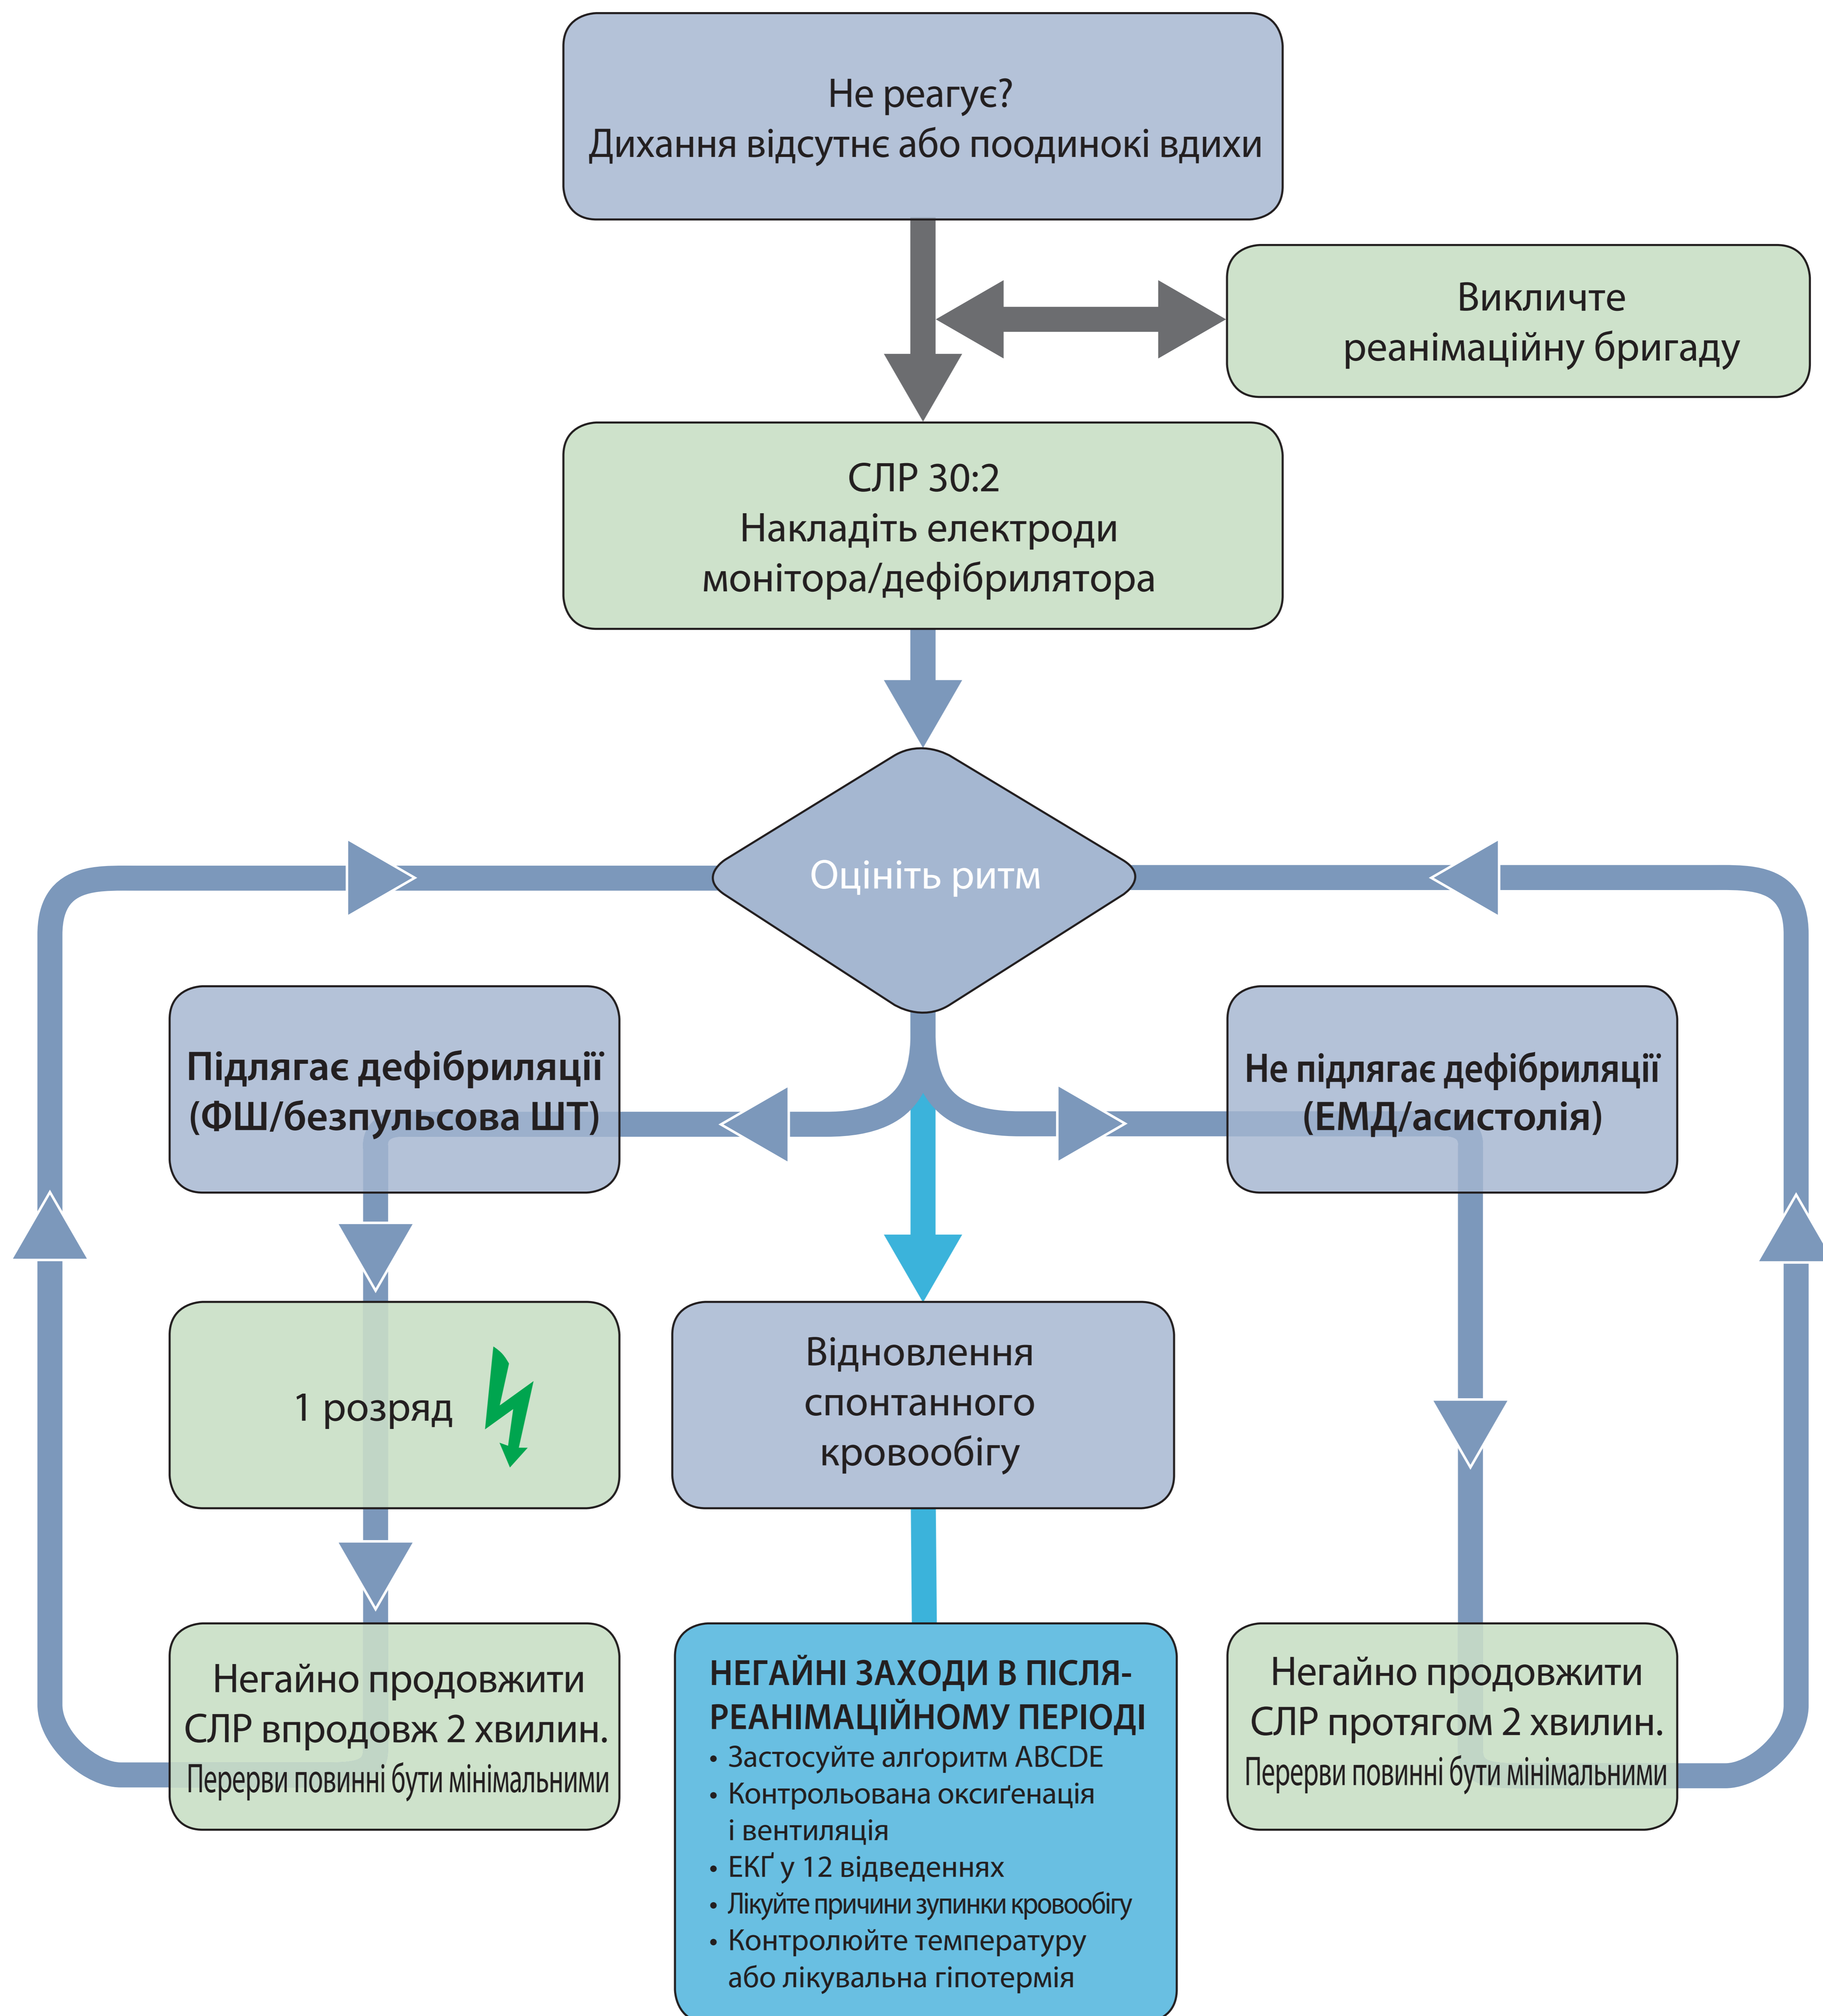 Не реагує?
Дихання відсутнє або поодинокі вдихи
Викличте
реанімаційну бригаду
СЛР 30:2
Накладіть електроди
монітора/дефібрилятора
Оцініть ритм
Підлягає дефібриляції
(ФШ/безпульсова ШТ)
Не підлягає дефібриляції
(ЕМД/асистолія)
1 розряд
Відновлення
спонтанного
кровообігу
Негайно продовжити
СЛР впродовж 2 хвилин.
Перерви повинні бути мінімальними
НЕГАЙНІ ЗАХОДИ В ПІСЛЯ-
РЕАНІМАЦІЙНОМУ ПЕРІОДІ
• Застосуйте алґоритм ABCDE
• Контрольована оксиґенація
і вентиляція
• ЕКҐ у 12 відведеннях
• Лікуйте причини зупинки кровообігу
• Контролюйте температуру
або лікувальна гіпотермія
Негайно продовжити
СЛР протягом 2 хвилин.
Перерви повинні бути мінімальними